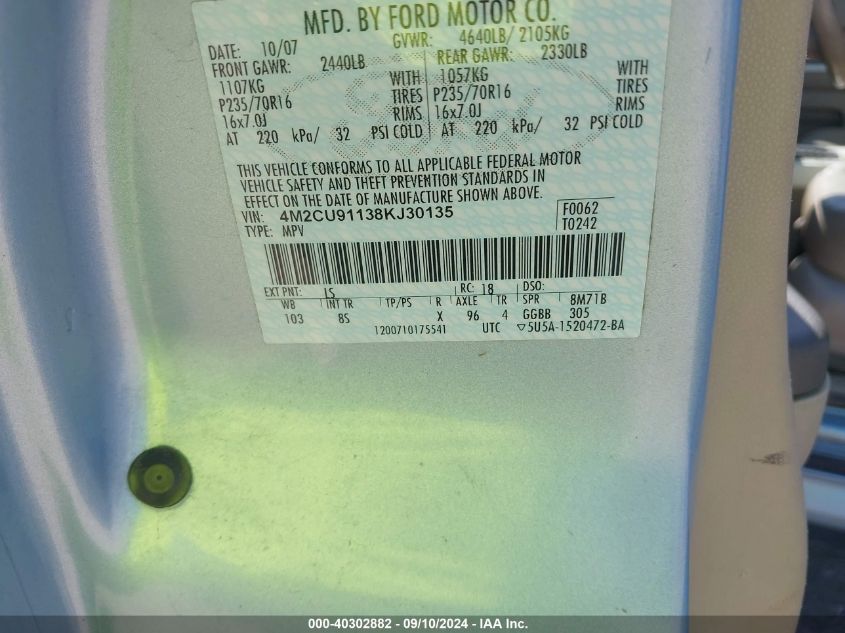 MFD. BY FORD MOTOR CO.
DATE: 10/07 GVWR: 4640LB/ 2105KG
FRONT GAWR: 2440LB REAR GAWR: 2330LB
1107KG WITH 1057KG WITH
P235/70R16 TIRES P235/70R16 TIRES
16x7.0J RIMS 16x7.0J RIMS
AT 220 kPa/ 32 PSI COLD AT 220 kPa/ 32 PSI COLD
THIS VEHICLE CONFORMS TO ALL APPLICABLE FEDERAL MOTOR
VEHICLE SAFETY AND THEFT PREVENTION STANDARDS IN
EFFECT ON THE DATE OF MANUFACTURE SHOWN ABOVE.
VIN: 4M2CU91138KJ30135 F0062
TYPE: MPV T0242
EXT PNT: IS RC: 18 DSO:
WB INT TR TP/PS R AXLE TR SPR 8M71B
103 8S X 96 4 GGBB 305
1200710175541 UTC ▽5U5A-1520472-BA
000-40302882 - 09/10/2024 - IAA Inc.